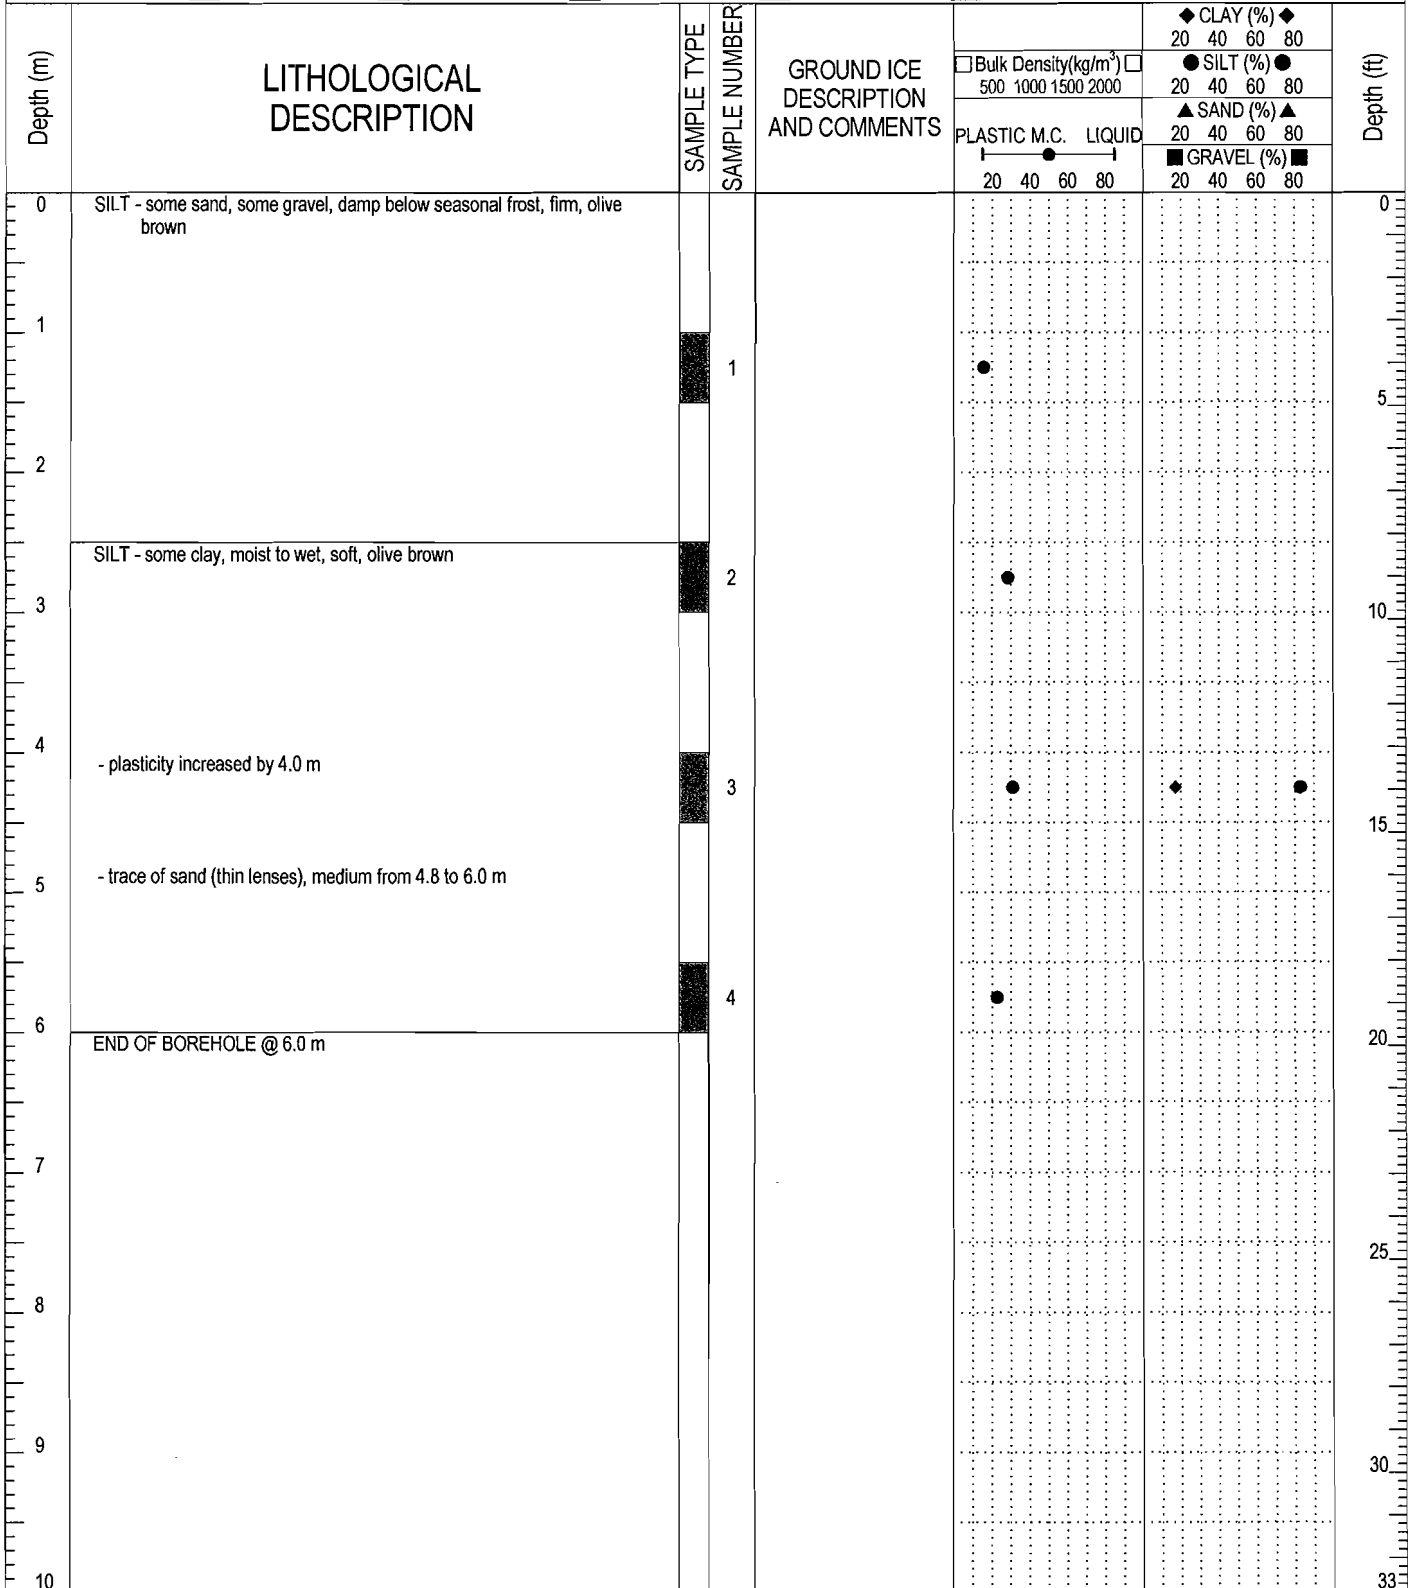 Depth (m)
LITHOLOGICAL
DESCRIPTION
SAMPLE TYPE
SAMPLE NUMBER
GROUND ICE
DESCRIPTION
AND COMMENTS
□ Bulk Density(kg/m³) □
500 1000 1500 2000
PLASTIC M.C. LIQUID
20 40 60 80
◆ CLAY (%) ◆
20 40 60 80
● SILT (%) ●
20 40 60 80
▲ SAND (%) ▲
20 40 60 80
■ GRAVEL (%) ■
20 40 60 80
Depth (ft)
0
SILT - some sand, some gravel, damp below seasonal frost, firm, olive
brown
0
1
1
5
2
SILT - some clay, moist to wet, soft, olive brown
2
3
10
4
- plasticity increased by 4.0 m
3
15
- trace of sand (thin lenses), medium from 4.8 to 6.0 m
5
4
6
END OF BOREHOLE @ 6.0 m
20
7
25
8
9
30
10
33